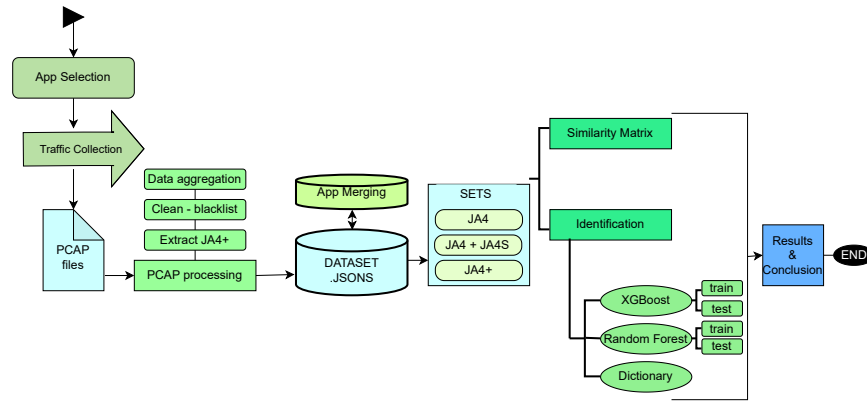 App Selection
Traffic Collection
PCAP
files
Data aggregation
Clean - blacklist
Extract JA4+
PCAP processing
App Merging
DATASET
.JSONS
SETS
JA4
JA4 + JA4S
JA4+
Similarity Matrix
Identification
XGBoost
train
test
Random Forest
train
test
Dictionary
Results
&
Conclusion
END